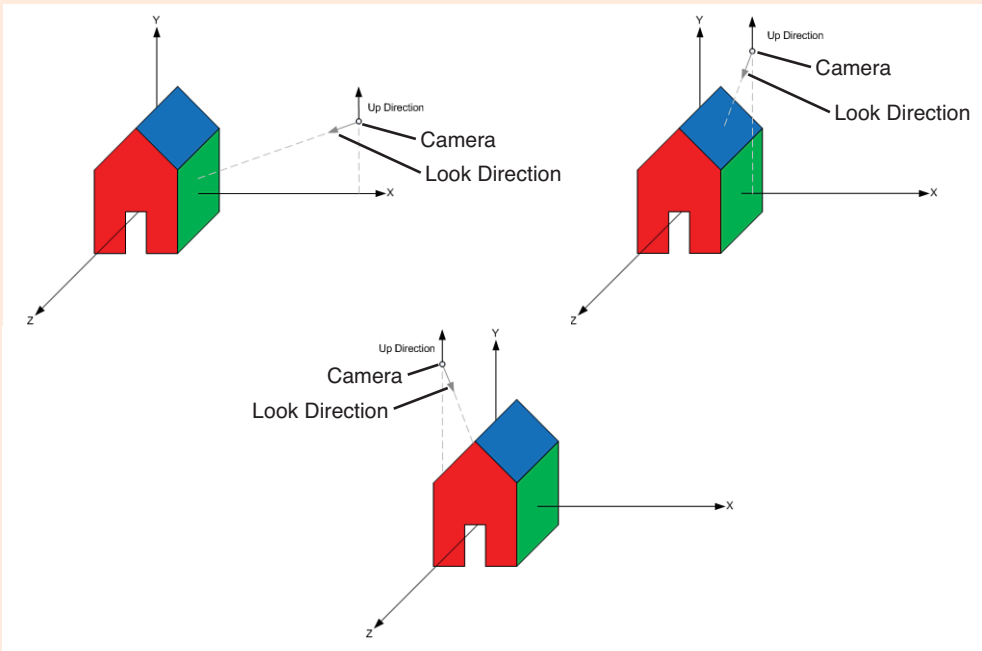 Y
Up Direction
Camera
Look Direction
X
Z
Y
Up Direction
Camera
Look Direction
X
Z
Y
Up Direction
Camera
Look Direction
X
Z